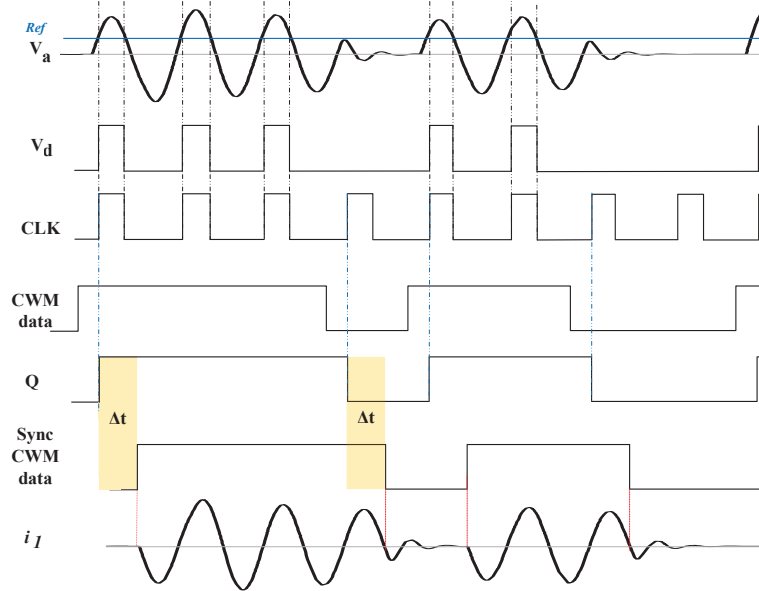 Ref
Va
Vd
CLK
CWM
data
Q
Δt
Δt
Sync
CWM
data
i1